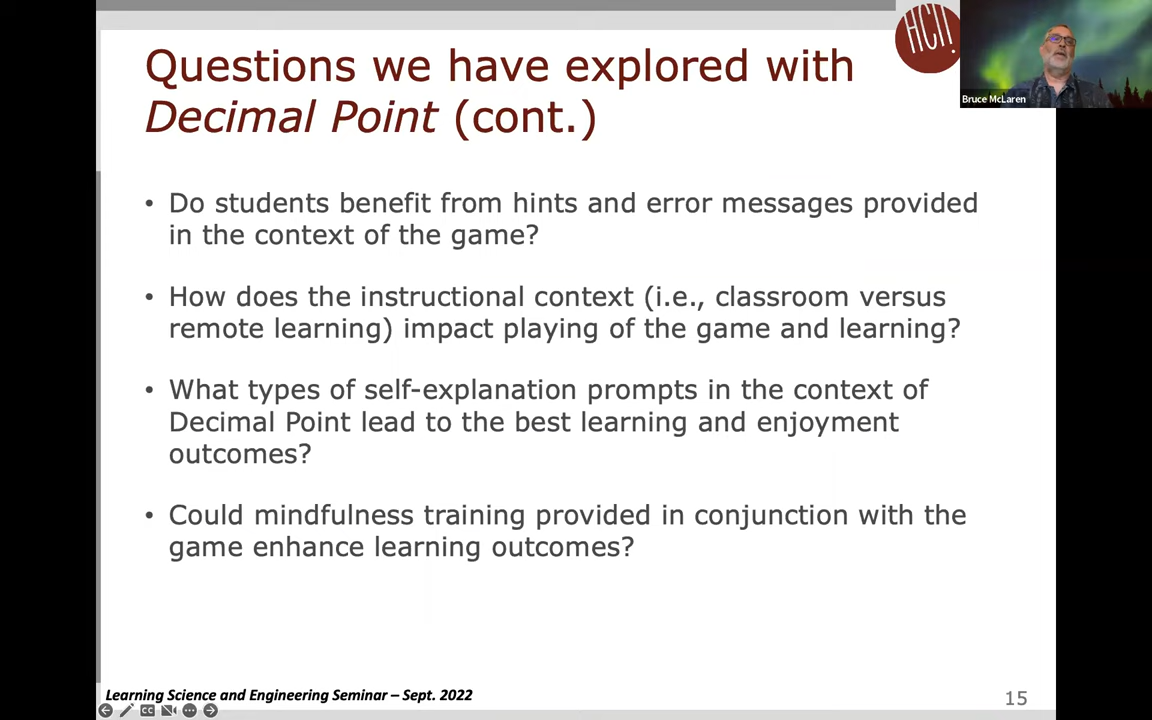 Questions we have explored with
Decimal Point (cont.)
HCII
Bruce McLaren
• Do students benefit from hints and error messages provided
in the context of the game?
• How does the instructional context (i.e., classroom versus
remote learning) impact playing of the game and learning?
• What types of self-explanation prompts in the context of
Decimal Point lead to the best learning and enjoyment
outcomes?
• Could mindfulness training provided in conjunction with the
game enhance learning outcomes?
Learning Science and Engineering Seminar – Sept. 2022
15
CC